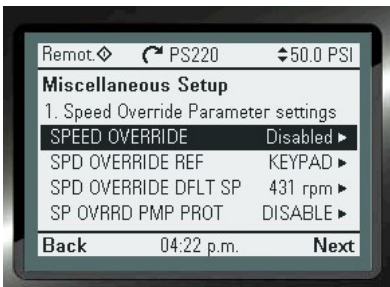 Remot. PS220 50.0 PSI
Miscellaneous Setup
1. Speed Override Parameter settings
SPEED OVERRIDE Disabled
SPD OVERRIDE REF KEYPAD
SPD OVERRIDE DFLT SP 431 rpm
SP OVRRD PMP PROT DISABLE
Back 04:22 p.m. Next